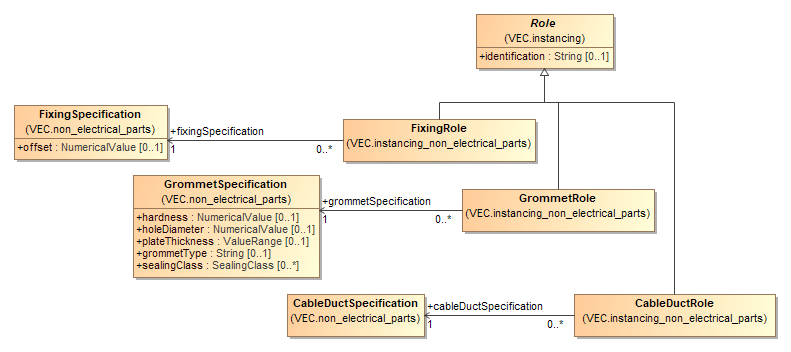 Role
(VEC.instancing)
+identification : String [0..1]
FixingSpecification
(VEC.non_electrical_parts)
+offset : NumericalValue [0..1]
+fixingSpecification
1
0..*
FixingRole
(VEC.instancing_non_electrical_parts)
GrommetSpecification
(VEC.non_electrical_parts)
+hardness : NumericalValue [0..1]
+holeDiameter : NumericalValue [0..1]
+plateThickness : ValueRange [0..1]
+grommetType : String [0..1]
+sealingClass : SealingClass [0..*]
+grommetSpecification
1
0..*
GrommetRole
(VEC.instancing_non_electrical_parts)
CableDuctSpecification
(VEC.non_electrical_parts)
+cableDuctSpecification
1
0..*
CableDuctRole
(VEC.instancing_non_electrical_parts)